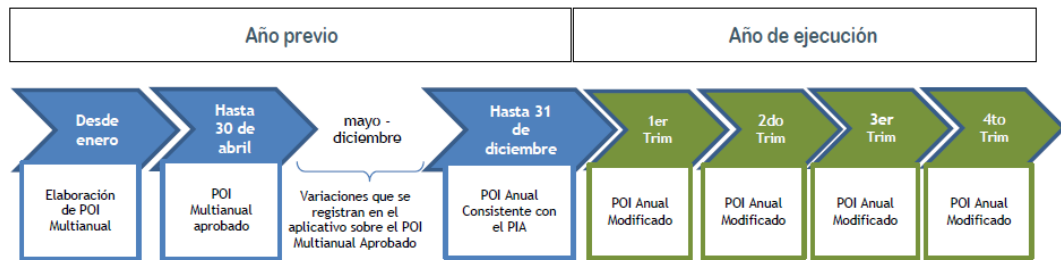 Año previo
Año de ejecución
Desde
enero
Hasta
30 de
abril
mayo -
diciembre
Hasta 31
de
diciembre
1er
Trim
2do
Trim
3er
Trim
4to
Trim
Elaboración
de POI
Multianual
POI
Multianual
aprobado
Variaciones que se
registran en el
aplicativo sobre el POI
Multianual Aprobado
POI Anual
Consistente con
el PIA
POI Anual
Modificado
POI Anual
Modificado
POI Anual
Modificado
POI Anual
Modificado